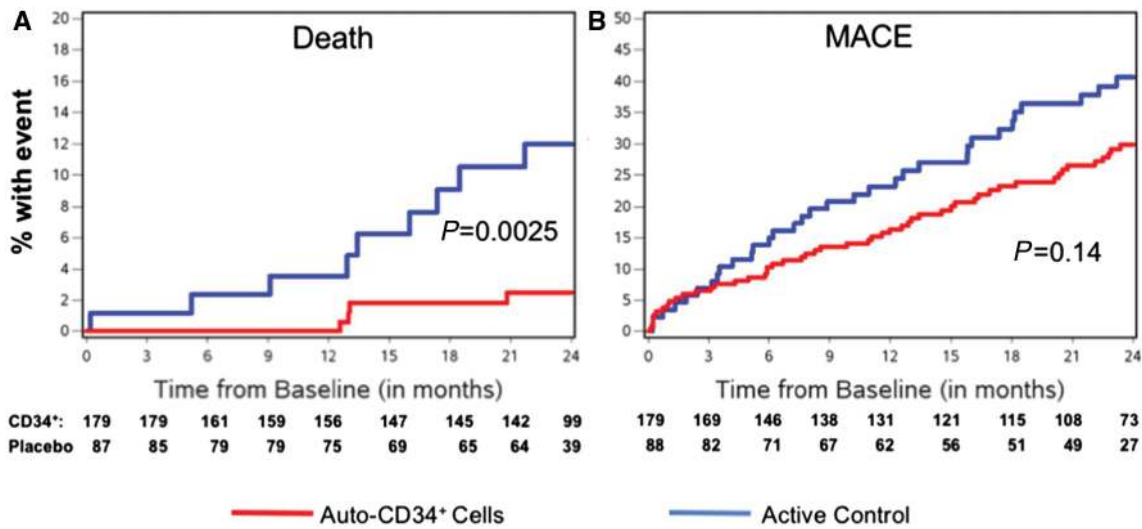 A
Death
% with event
20
18
16
14
12
10
8
6
4
2
0
P=0.0025
0 3 6 9 12 15 18 21 24
Time from Baseline (in months)
CD34+: 179 179 161 159 156 147 145 142 99
Placebo 87 85 79 79 75 69 65 64 39
B
MACE
50
45
40
35
30
25
20
15
10
5
0
P=0.14
0 3 6 9 12 15 18 21 24
Time from Baseline (in months)
179 169 146 138 131 121 115 108 73
88 82 71 67 62 56 51 49 27
Auto-CD34+ Cells
Active Control